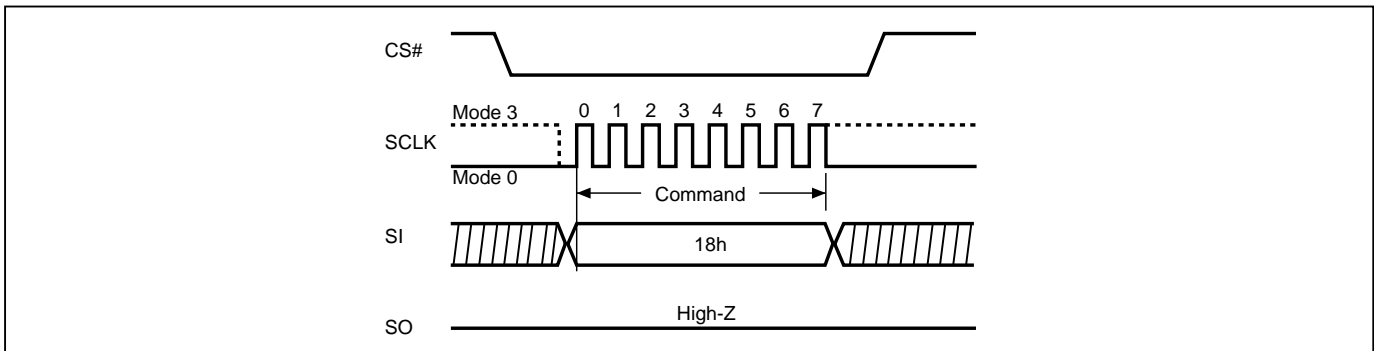 CS#
Mode 3
0 1 2 3 4 5 6 7
SCLK
Mode 0
Command
SI
18h
High-Z
SO